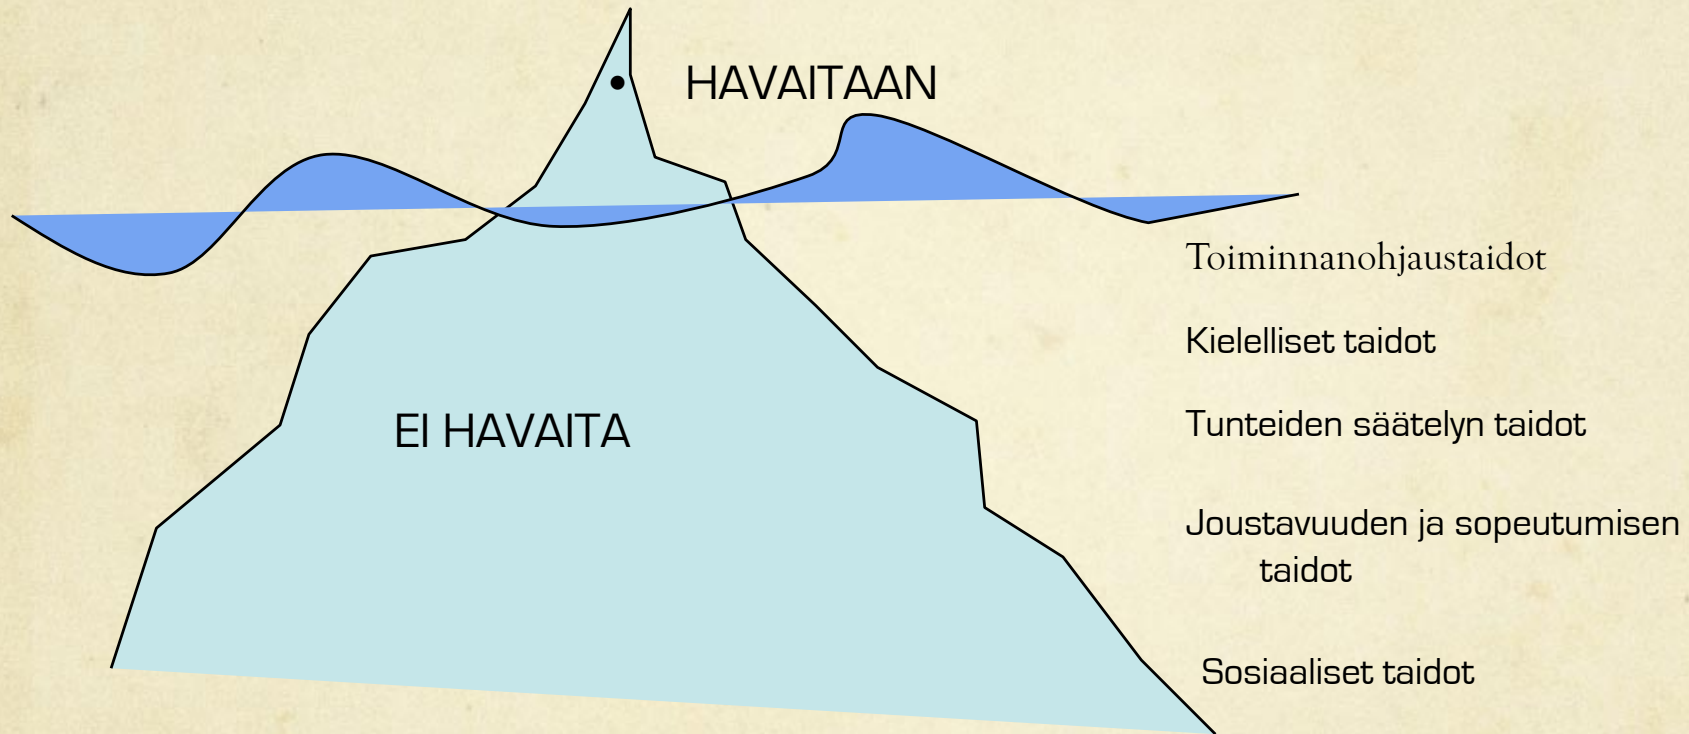 HAVAITAAN
Toiminnanohjaustaidot
Kielelliset taidot
EI HAVAITA
Tunteiden säätelyn taidot
Joustavuuden ja sopeutumisen
taidot
Sosiaaliset taidot